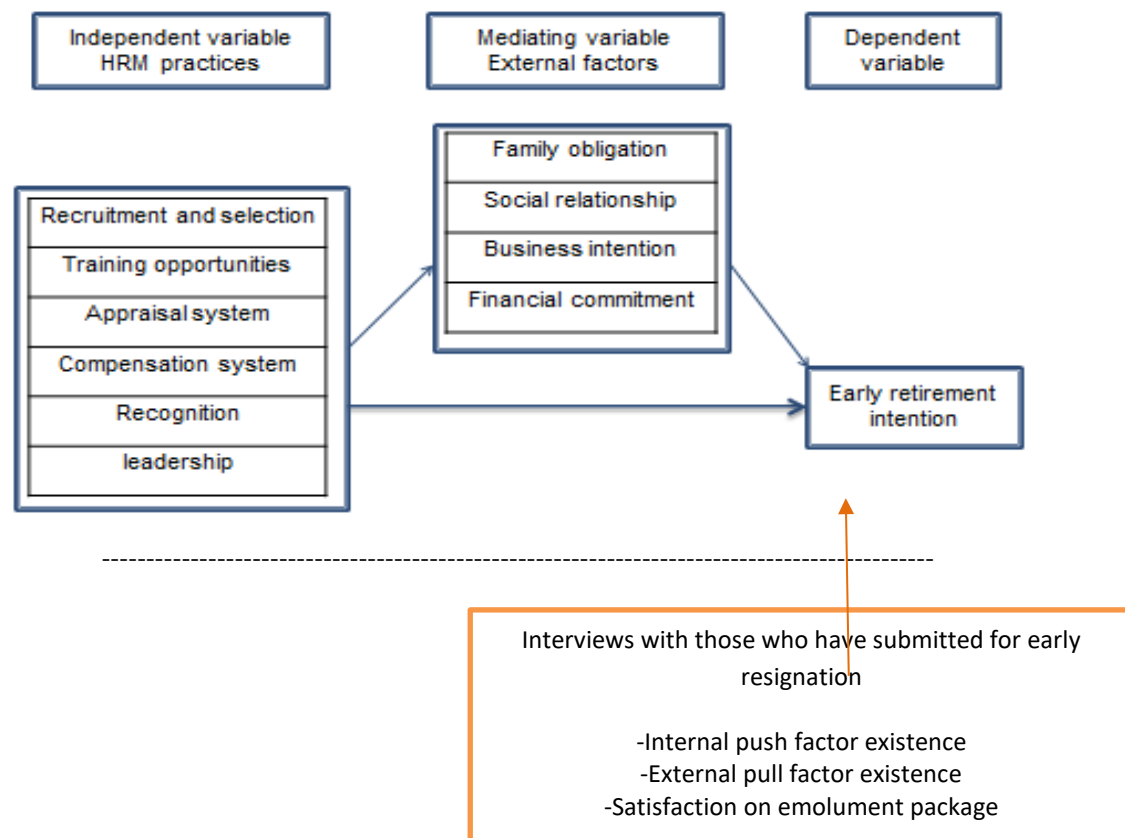 Independent variable
HRM practices
Mediating variable
External factors
Dependent
variable
Family obligation
Social relationship
Business intention
Financial commitment
Recruitment and selection
Training opportunities
Appraisal system
Compensation system
Recognition
leadership
Early retirement
intention
Interviews with those who have submitted for early
resignation
-Internal push factor existence
-External pull factor existence
-Satisfaction on emolument package